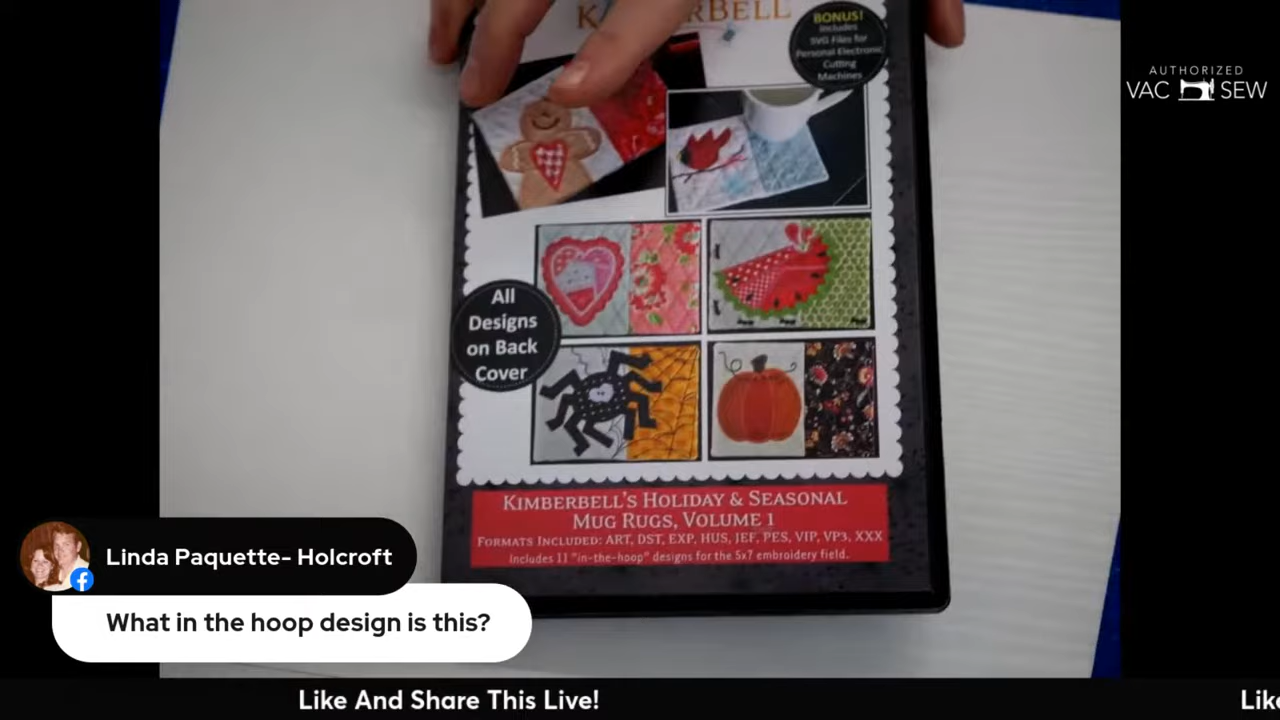 KIMBERBELL
BONUS!
Includes
SVG Files for
Personal Electronic
Cutting
Machines
AUTHORIZED
VAC SEW
All
Designs
on Back
Cover
KIMBERBELL'S HOLIDAY & SEASONAL
MUG RUGS, VOLUME 1
FORMATS INCLUDED: ART, DST, EXP, HUS, JEF, PES, VIP, VP3, XXX
Includes 11 "in-the-hoop" designs for the 5x7 embroidery field.
Linda Paquette- Holcroft
What in the hoop design is this?
Like And Share This Live!
Like